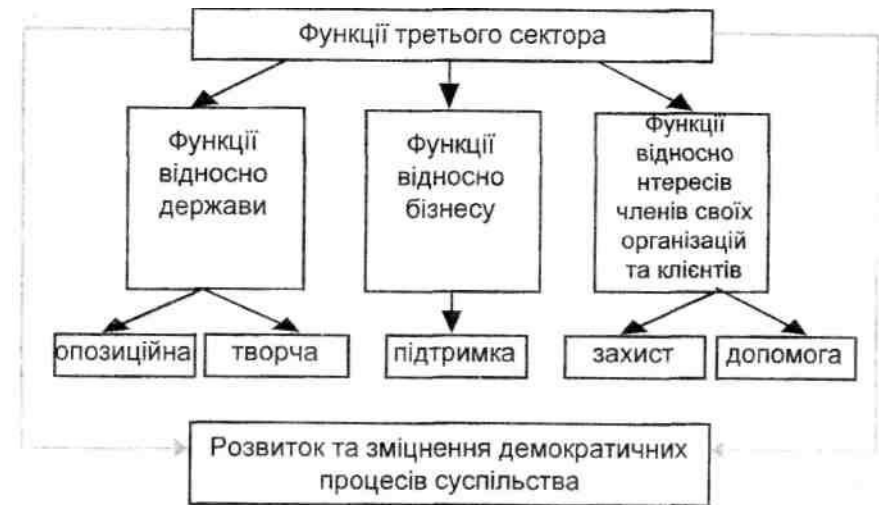 Функції третього сектора
Функції
відносно
держави
Функції
відносно
бізнесу
Функції
відносно
нтересів
членів своїх
організацій
та клієнтів
опозиційна
творча
підтримка
захист
допомога
Розвиток та зміцнення демократичних
процесів суспільства